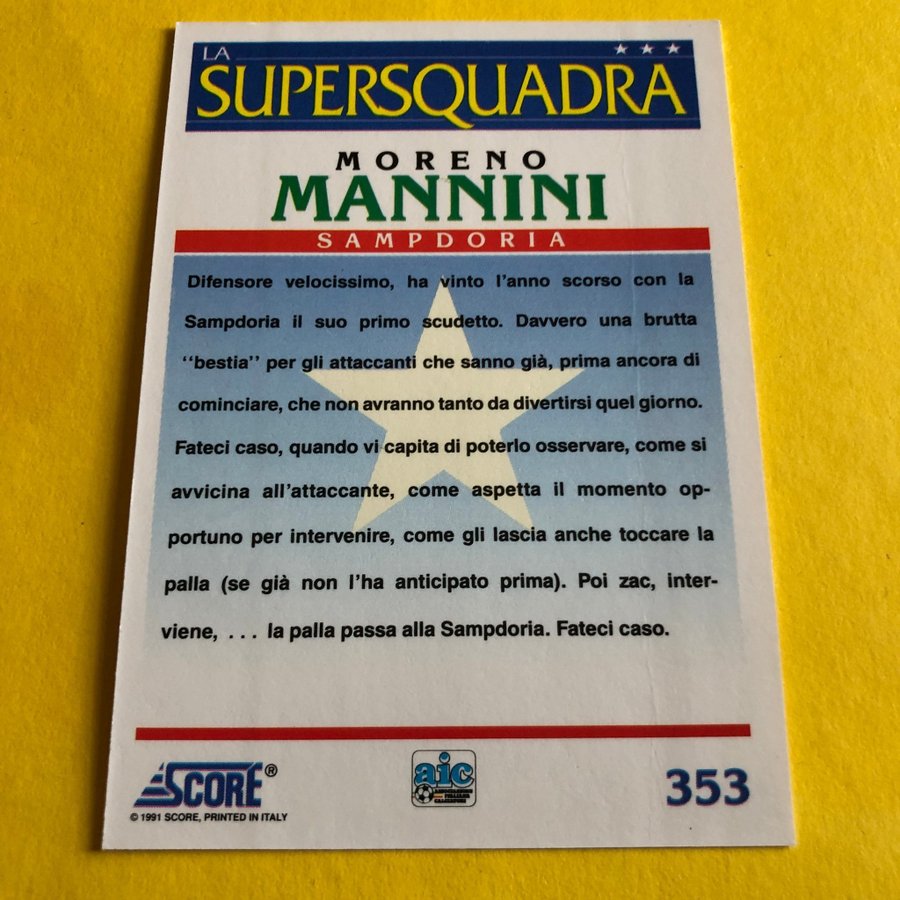 LA
SUPERSQUADRA
MORENO
MANNINI
SAMPDORIA
Difensore velocissimo, ha vinto l'anno scorso con la
Sampdoria il suo primo scudetto. Davvero una brutta
"bestia" per gli attaccanti che sanno già, prima ancora di
cominciare, che non avranno tanto da divertirsi quel giorno.
Fateci caso, quando vi capita di poterlo osservare, come si
avvicina all'attaccante, come aspetta il momento op-
portuno per intervenire, come gli lascia anche toccare la
palla (se già non l'ha anticipato prima). Poi zac, inter-
viene, ... la palla passa alla Sampdoria. Fateci caso.
SCORE®
© 1991 SCORE, PRINTED IN ITALY
aic
ASSOCIAZIONE
ITALIANA
CALCIATORI
353